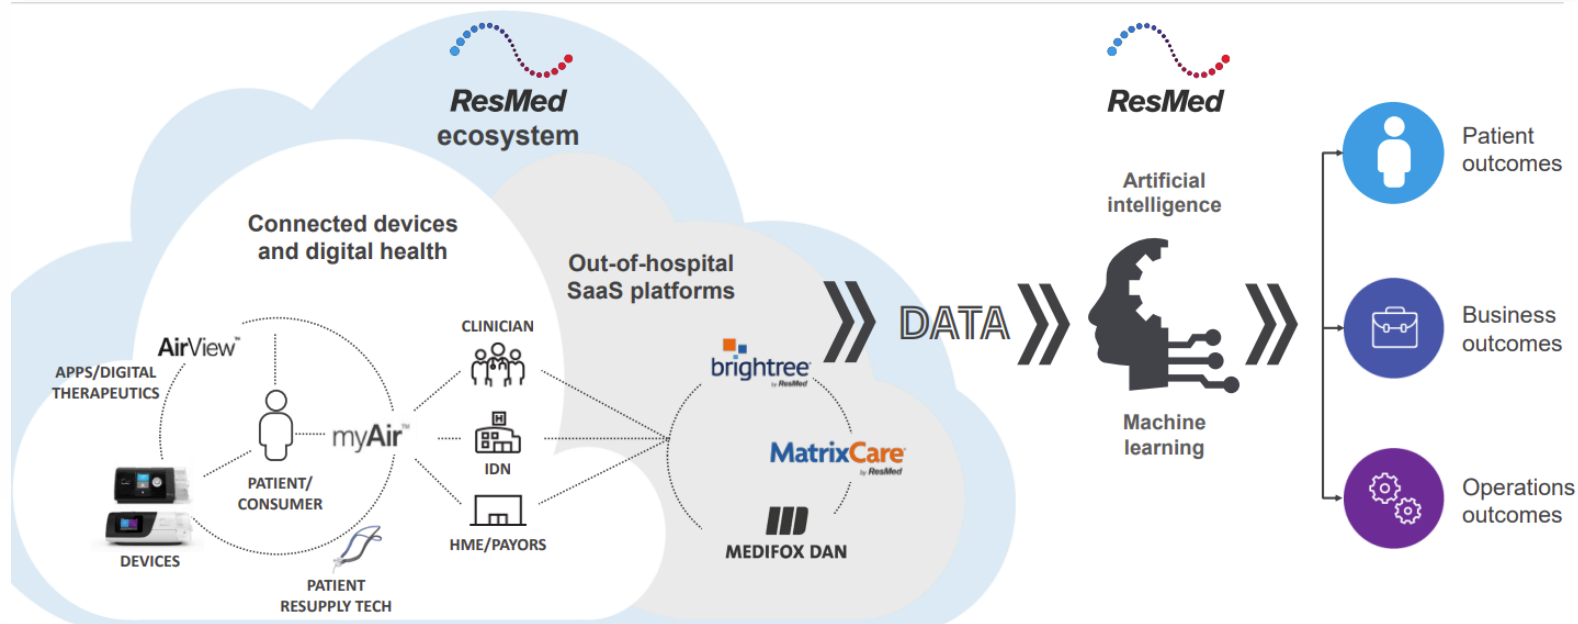 ResMed
ecosystem
Connected devices
and digital health
AirView™
APPS/DIGITAL
THERAPEUTICS
PATIENT/
CONSUMER
myAir™
DEVICES
PATIENT
RESUPPLY TECH
CLINICIAN
H
IDN
HME/PAYORS
Out-of-hospital
SaaS platforms
brightree
by ResMed
MatrixCare
by ResMed
MEDIFOX DAN
DATA
ResMed
Artificial
intelligence
Machine
learning
Patient
outcomes
Business
outcomes
Operations
outcomes